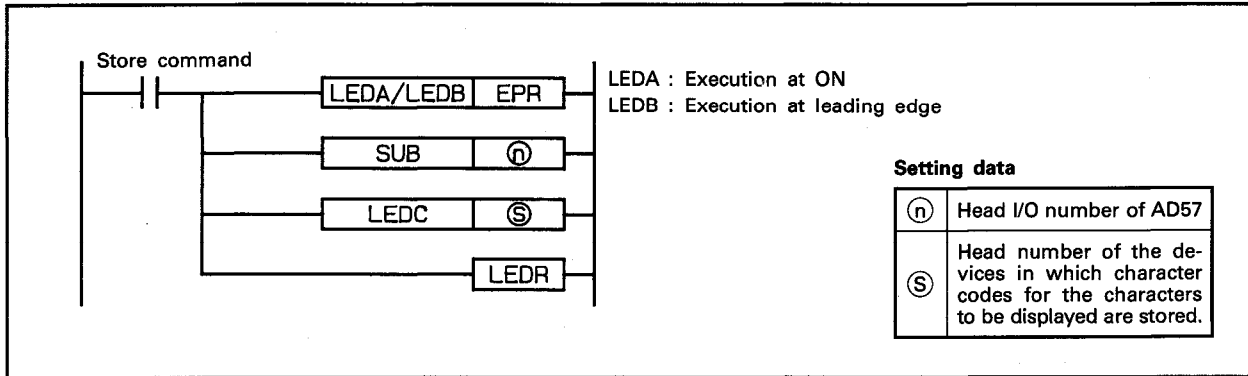 Store command
LEDA/LEDB EPR
LEDA : Execution at ON
LEDB : Execution at leading edge
SUB ⓝ
LEDC Ⓢ
LEDR
Setting data
ⓝ Head I/O number of AD57
Ⓢ Head number of the de-
vices in which character
codes for the characters
to be displayed are stored.